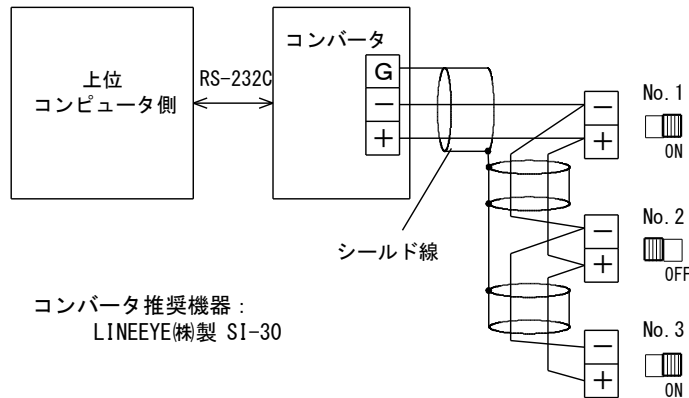 上位
コンピュータ側
RS-232C
コンバータ
G
−
+
シールド線
−
+
No.1
ON
−
+
No.2
OFF
−
+
No.3
ON
コンバータ推奨機器：
LINEEYE㈱製 SI-30